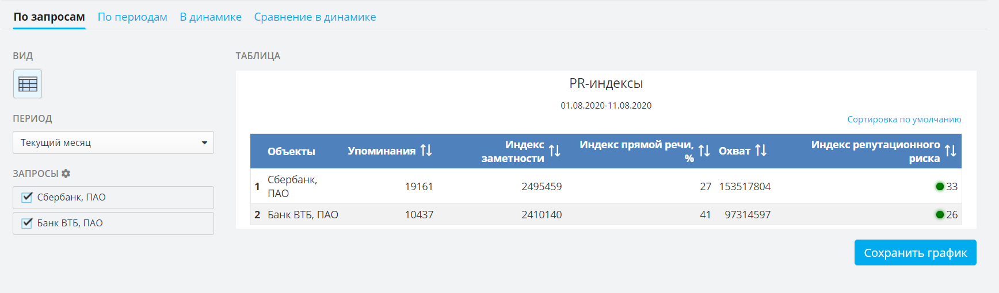 По запросам По периодам В динамике Сравнение в динамике
ВИД
ПЕРИОД
Текущий месяц
ЗАПРОСЫ
Сбербанк, ПАО
Банк ВТБ, ПАО
ТАБЛИЦА
PR-индексы
01.08.2020-11.08.2020
Сортировка по умолчанию
Объекты Упоминания Индекс заметности Индекс прямой речи, % Охват Индекс репутационного риска
1 Сбербанк, ПАО 19161 2495459 27 153517804 33
2 Банк ВТБ, ПАО 10437 2410140 41 97314597 26
Сохранить график